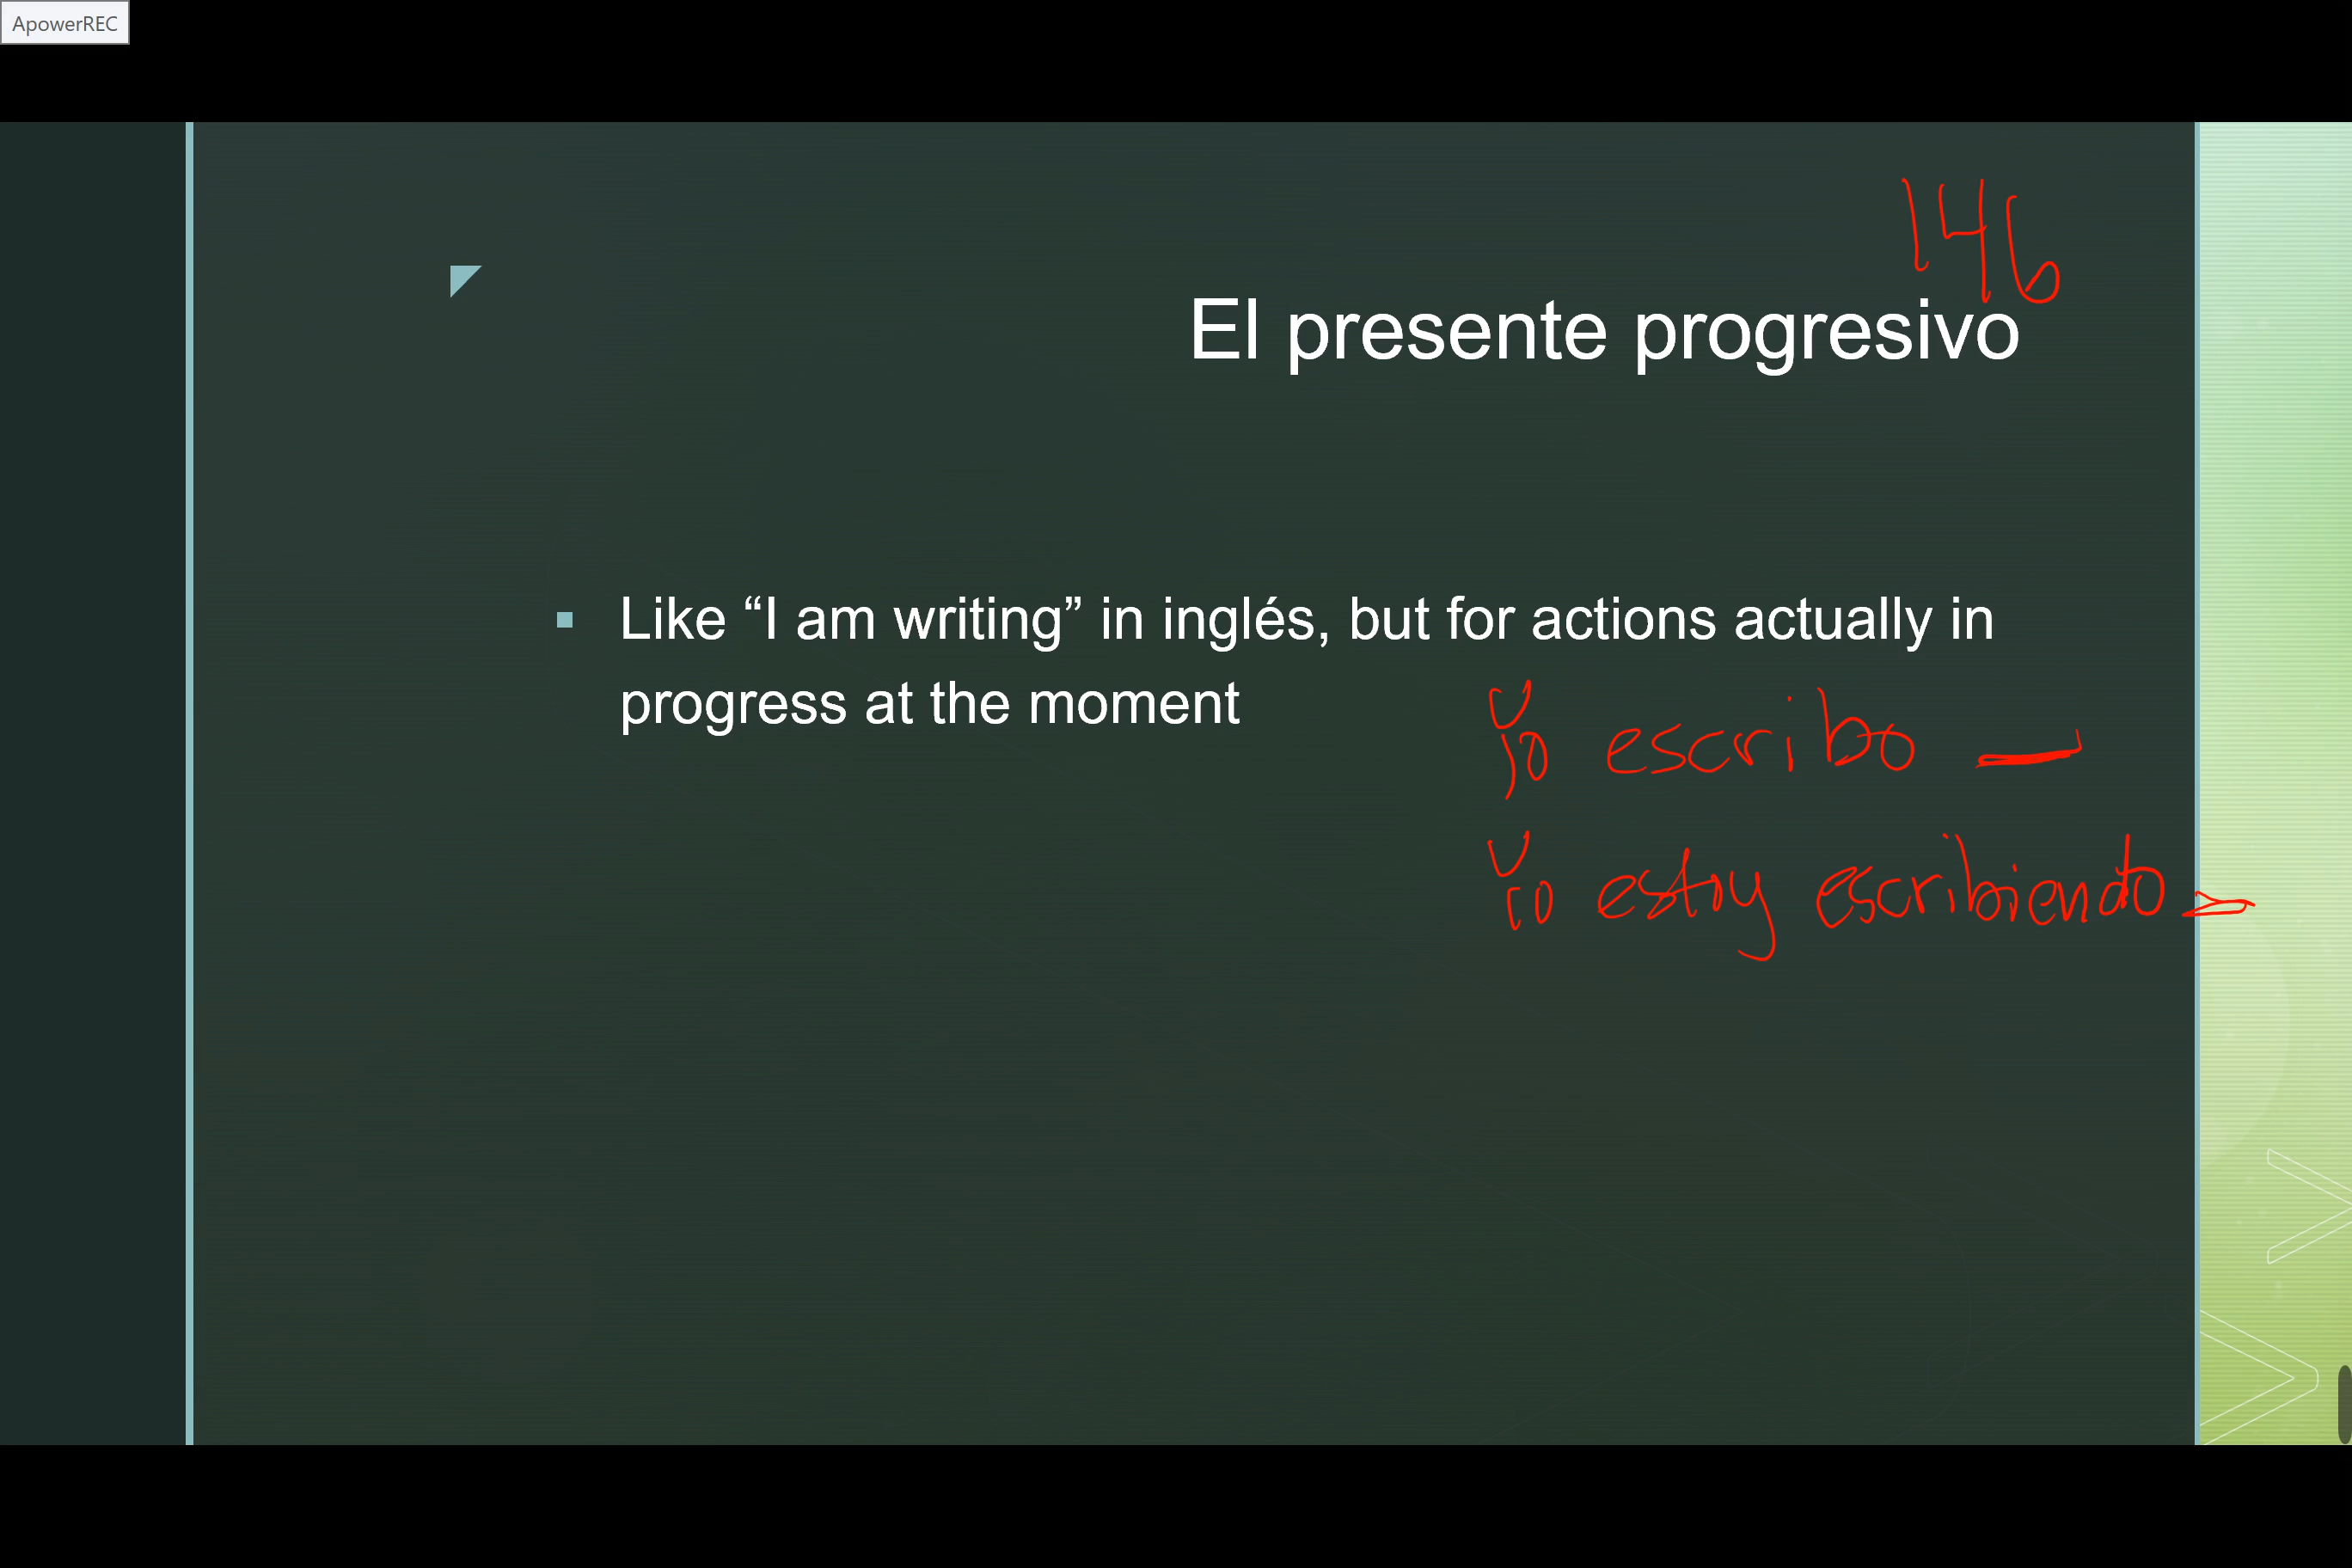 ApowerREC
146
El presente progresivo
Like “I am writing” in inglés, but for actions actually in
progress at the moment
Yo escribo
Yo estoy escribiendo